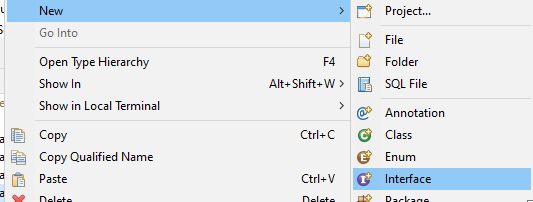 New
Go Into
Open Type Hierarchy F4
Show In Alt+Shift+W
Show in Local Terminal
Copy Ctrl+C
Copy Qualified Name
Paste Ctrl+V
Delete Delete
Project...
File
Folder
SQL File
Annotation
Class
Enum
Interface
Package